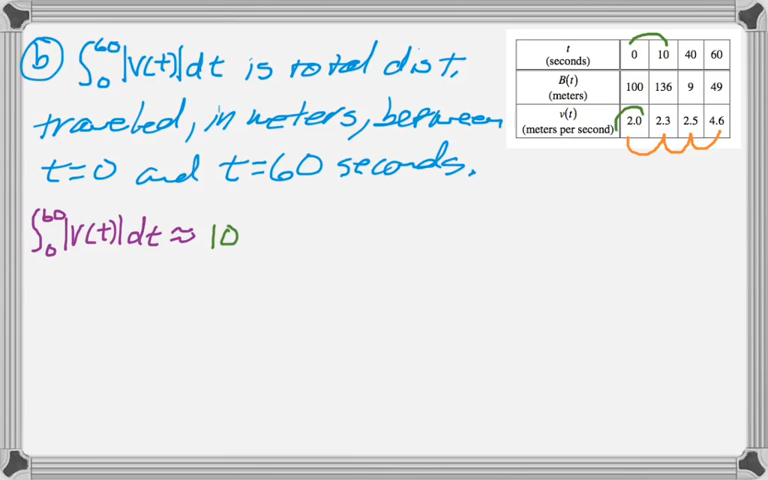 b ∫₀⁶⁰|v(t)|dt is total dist.
traveled, in meters, between
t=0 and t=60 seconds.
∫₀⁶⁰|v(t)|dt ≈ 10
t (seconds) 0 10 40 60
B(t) (meters) 100 136 9 49
v(t) (meters per second) 2.0 2.3 2.5 4.6